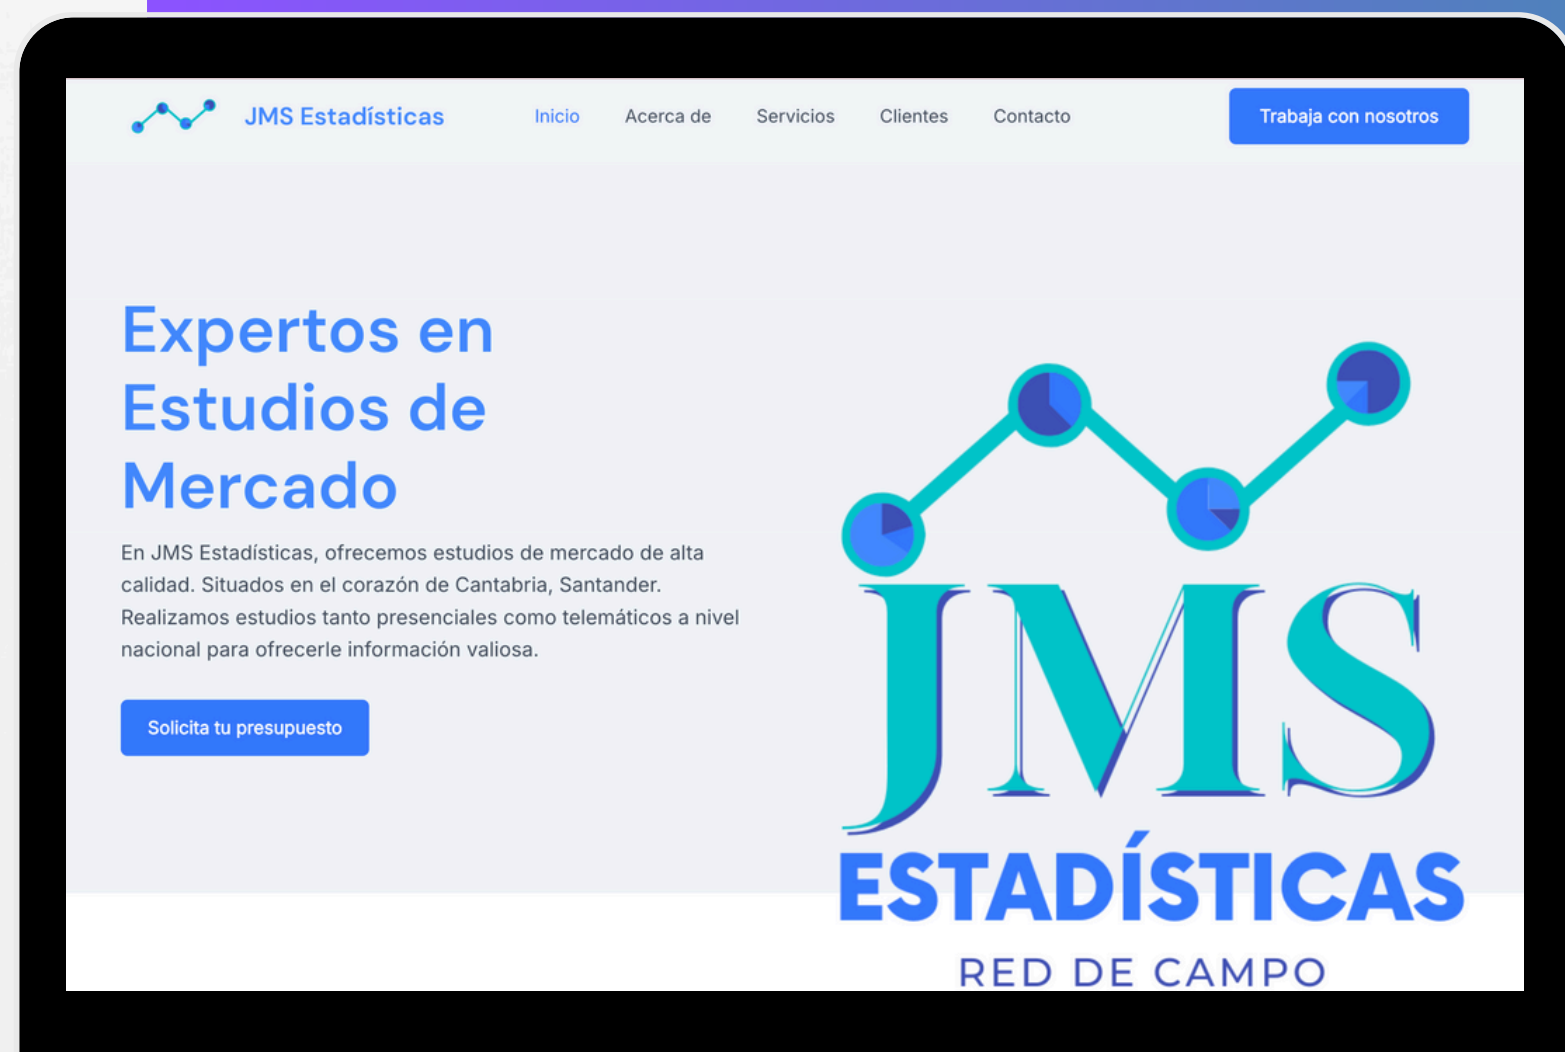 JMS Estadísticas
Inicio
Acerca de
Servicios
Clientes
Contacto
Trabaja con nosotros
Expertos en
Estudios de
Mercado
En JMS Estadísticas, ofrecemos estudios de mercado de alta
calidad. Situados en el corazón de Cantabria, Santander.
Realizamos estudios tanto presenciales como telemáticos a nivel
nacional para ofrecerle información valiosa.
Solicita tu presupuesto
JMS
ESTADÍSTICAS
RED DE CAMPO